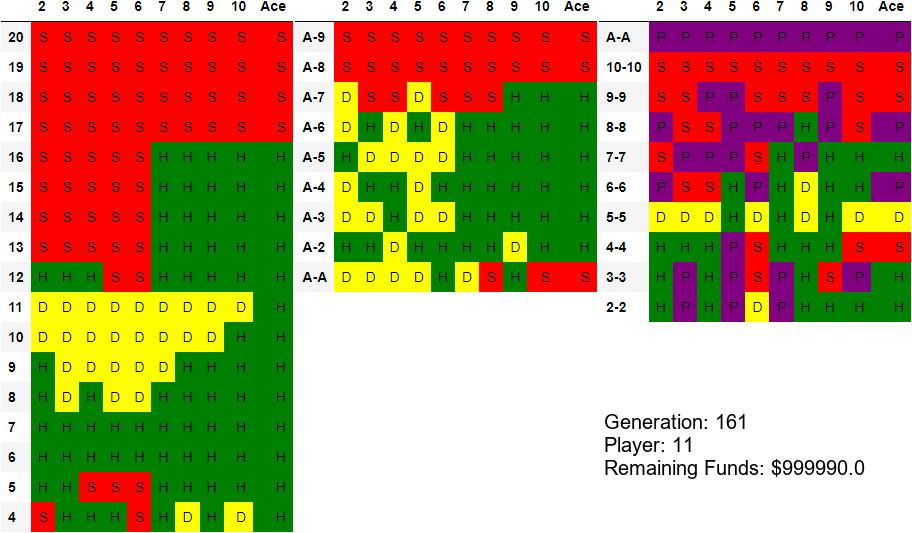 2 3 4 5 6 7 8 9 10 Ace
20 S S S S S S S S S S
19 S S S S S S S S S S
18 S S S S S S S S S S
17 S S S S S S S S S S
16 S S S S S H H H H H
15 S S S S S H H H H H
14 S S S S S H H H H H
13 S S S S S H H H H H
12 H H H S S H H H H H
11 D D D D D D D D D H
10 D D D D D D D D H H
9 H D D D D D H H H H
8 H D H D D H H H H H
7 H H H H H H H H H H
6 H H H H H H H H H H
5 H H S S S H H H H H
4 S H H H S H D H D H
2 3 4 5 6 7 8 9 10 Ace
A-9 S S S S S S S S S S
A-8 S S S S S S S S S S
A-7 D S S D S S S H H H
A-6 D H D H D H H H H H
A-5 H D D D D H H H H H
A-4 D H H D H H H H H H
A-3 D D H D D H H H H H
A-2 H H D H H H H D H H
A-A D D D D H D S H S S
2 3 4 5 6 7 8 9 10 Ace
A-A P P P P P P P P P P
10-10 S S S S S S S S S S
9-9 S S P P S S S P S S
8-8 P S S P P P H P S P
7-7 S P P P S H P H H H
6-6 P S S H P H D H H P
5-5 D D D H D H D H D D
4-4 H H H P S H H H S S
3-3 H P H P S P H S P H
2-2 H P H P D P H H H H
Generation: 161
Player: 11
Remaining Funds: $999990.0